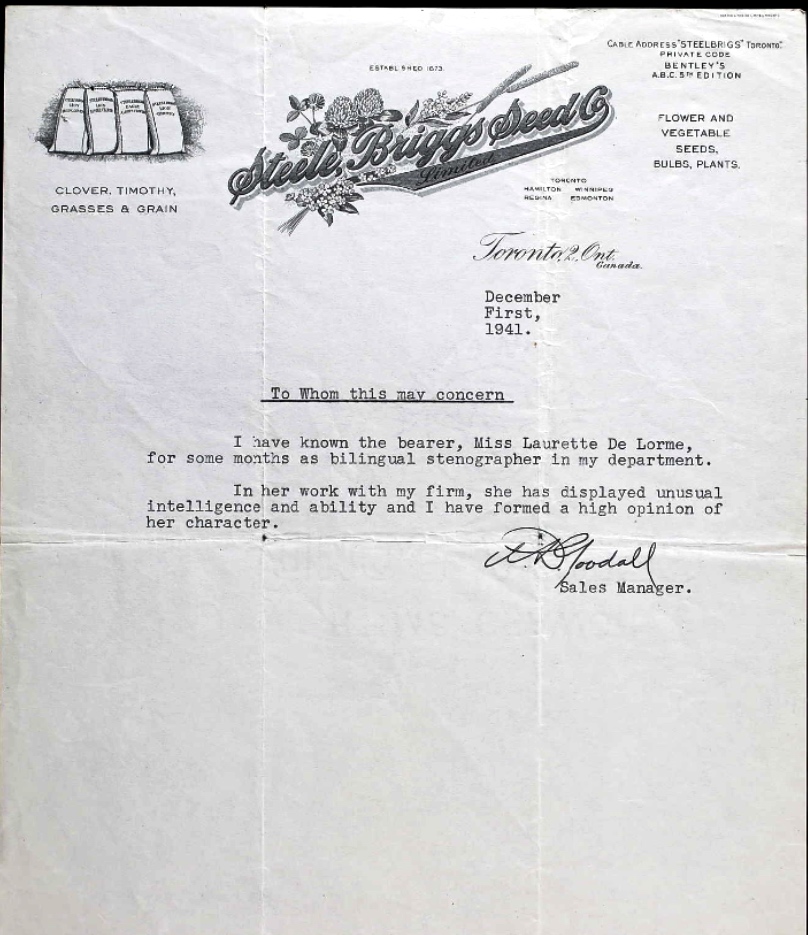 CABLE ADDRESS "STEELBRIGS" TORONTO.
PRIVATE CODE
BENTLEY'S
A.B.C. 5TH EDITION
ESTABLISHED 1873.
FLOWER AND
VEGETABLE
SEEDS,
BULBS, PLANTS.
Steele, Briggs Seed Co
Limited
CLOVER, TIMOTHY,
GRASSES & GRAIN
TORONTO
HAMILTON WINNIPEG
REGINA EDMONTON
Toronto, 2, Ont.
Canada.
December
First,
1941.
To Whom this may concern
I have known the bearer, Miss Laurette De Lorme,
for some months as bilingual stenographer in my department.
In her work with my firm, she has displayed unusual
intelligence and ability and I have formed a high opinion of
her character.
Goodall
Sales Manager.